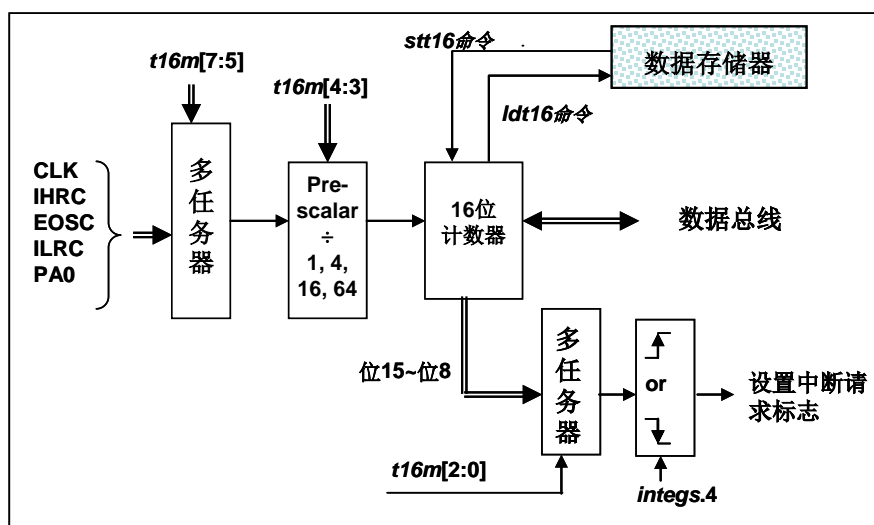 stt16命令
数据存储器
t16m[7:5]
t16m[4:3]
ldt16命令
CLK
IHRC
EOSC
ILRC
PA0
多
任
务
器
Pre-
scalar
÷
1, 4,
16, 64
16位
计数器
数据总线
位15~位8
多
任
务
器
or
设置中断请
求标志
t16m[2:0]
integs.4